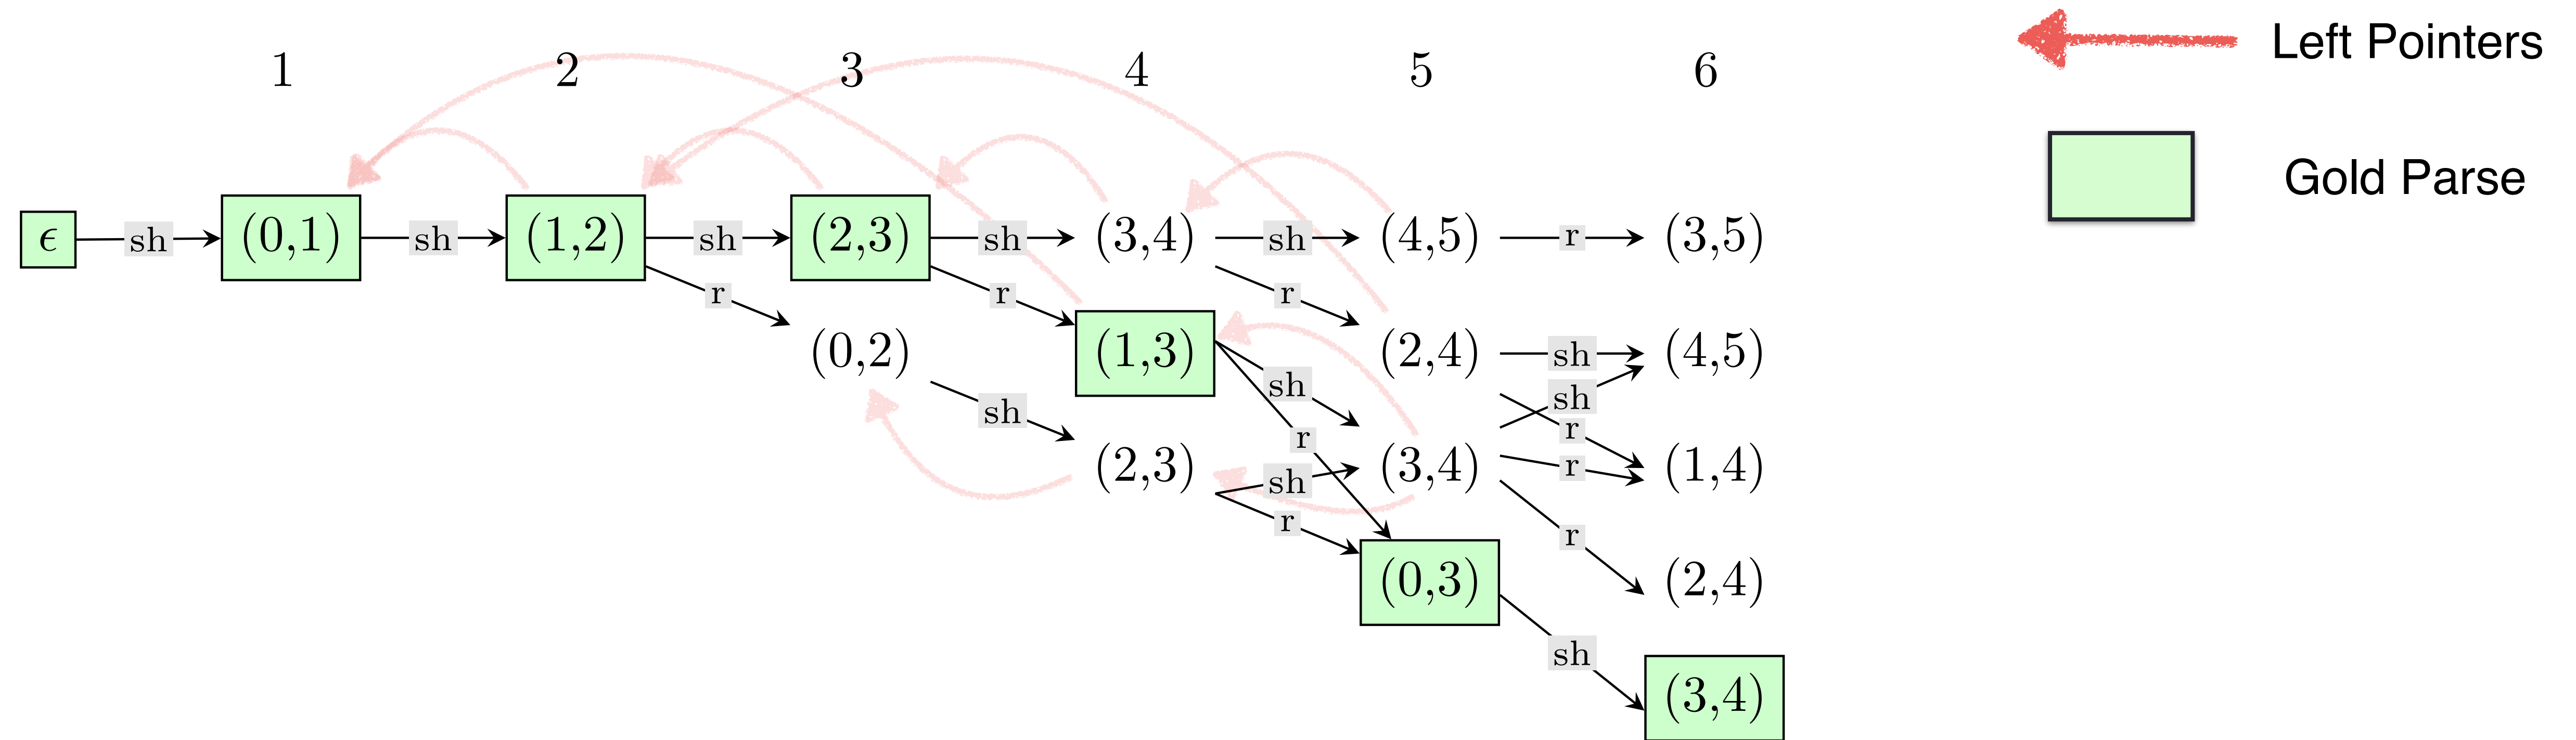 1 2 3 4 5 6
Left Pointers
Gold Parse
ϵ sh (0,1) sh (1,2) sh (2,3) sh (3,4) sh (4,5) r (3,5)
r r r
(0,2) (1,3) (2,4) sh (4,5)
sh sh sh
sh r r
(2,3) (3,4) r (1,4)
sh
r r
(0,3) (2,4)
sh
(3,4)